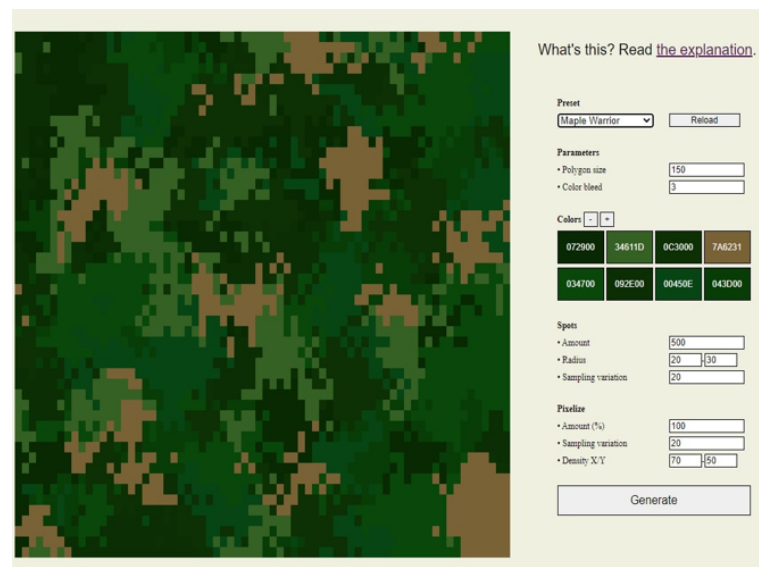 What's this? Read the explanation.
Preset
Maple Warrior
Reload
Parameters
• Polygon size 150
• Color bleed 3
Colors - +
072900 34611D 0C3000 7A6231
034700 092E00 00450E 043D00
Spots
• Amount 500
• Radius 20 - 30
• Sampling variation 20
Pixelize
• Amount (%) 100
• Sampling variation 20
• Density X/Y 70 - 50
Generate